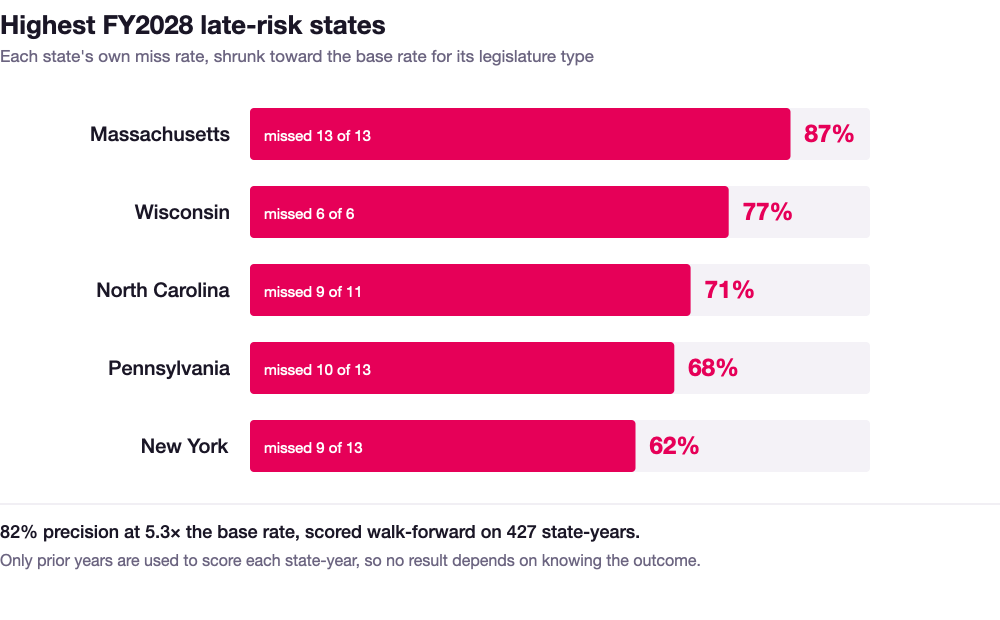 Highest FY2028 late-risk states
Each state's own miss rate, shrunk toward the base rate for its legislature type
Massachusetts
missed 13 of 13
87%
Wisconsin
missed 6 of 6
77%
North Carolina
missed 9 of 11
71%
Pennsylvania
missed 10 of 13
68%
New York
missed 9 of 13
62%
82% precision at 5.3× the base rate, scored walk-forward on 427 state-years.
Only prior years are used to score each state-year, so no result depends on knowing the outcome.